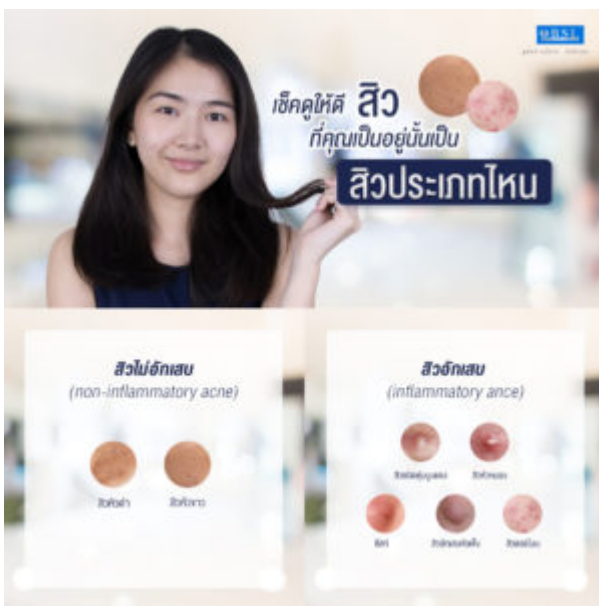 เช็คดูให้ดี สิว
ที่คุณเป็นอยู่นั้นเป็น
สิวประเภทไหน
สิวไม่อักเสบ
(non-inflammatory acne)
สิวหัวดำ
สิวหัวขาว
สิวอักเสบ
(inflammatory ance)
สิวหัวหนอง
ซีสต์